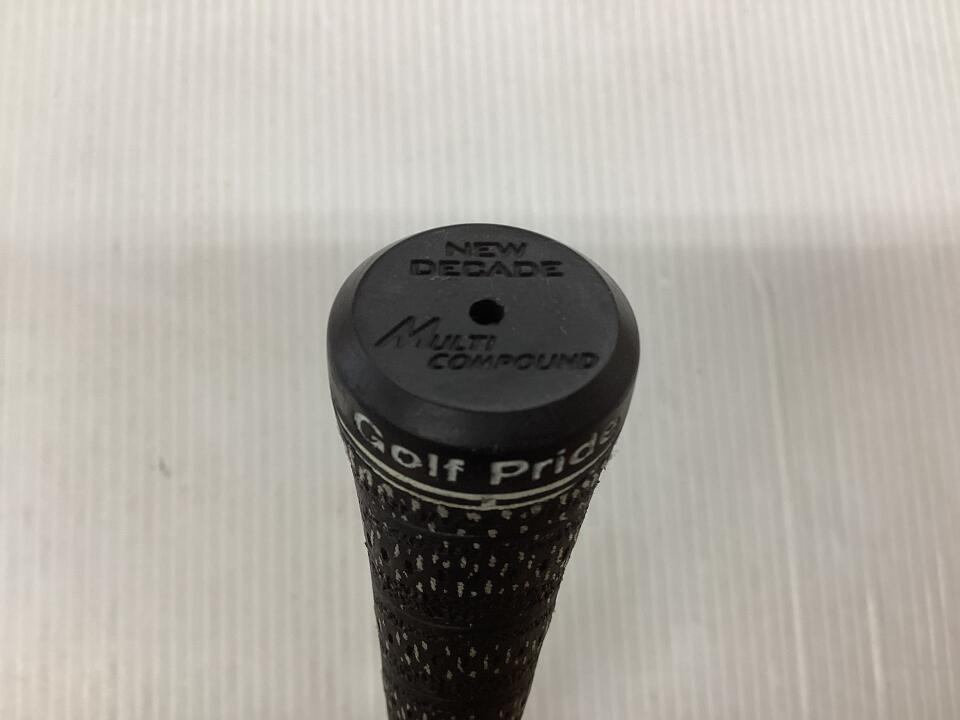 NEW
DECADE
MULTI
COMPOUND
Golf Pride